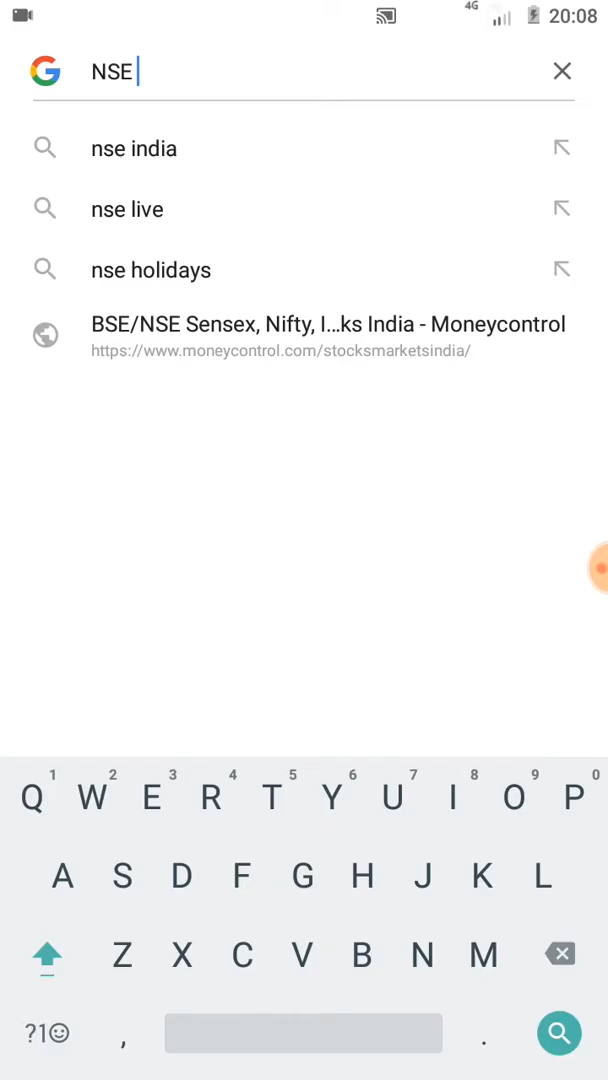 4G 20:08
NSE
nse india
nse live
nse holidays
BSE/NSE Sensex, Nifty, I...ks India - Moneycontrol
https://www.moneycontrol.com/stocksmarketsindia/
1 2 3 4 5 6 7 8 9 0
Q W E R T Y U I O P
A S D F G H J K L
Z X C V B N M
?1☺ , .